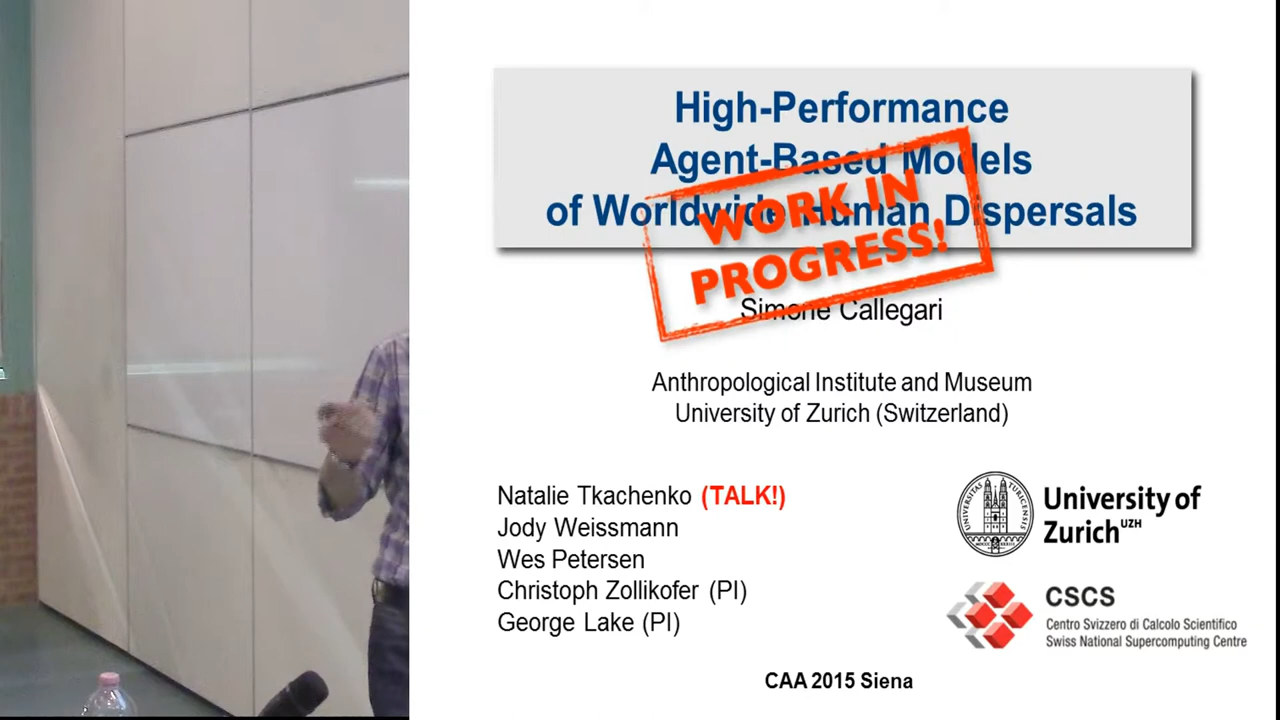 High-Performance
Agent-Based Models
of Worldwide Human Dispersals
WORK IN
PROGRESS!
Simone Callegari
Anthropological Institute and Museum
University of Zurich (Switzerland)
Natalie Tkachenko (TALK!)
Jody Weissmann
Wes Petersen
Christoph Zollikofer (PI)
George Lake (PI)
University of
Zurich UZH
CSCS
Centro Svizzero di Calcolo Scientifico
Swiss National Supercomputing Centre
CAA 2015 Siena